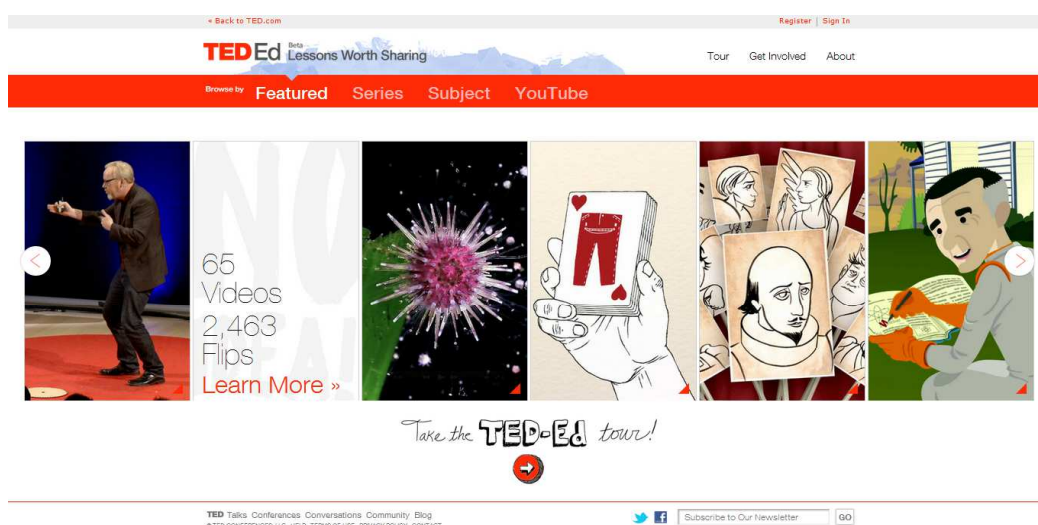 « Back to TED.com
Register | Sign In
TEDEd Beta Lessons Worth Sharing
Tour Get Involved About
Browse by Featured Series Subject YouTube
65
Videos
2,463
Flips
Learn More »
Take the TED-Ed tour!
TED Talks Conferences Conversations Community Blog
Subscribe to Our Newsletter GO